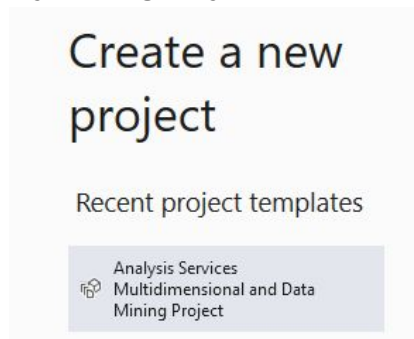 Create a new
project
Recent project templates
Analysis Services
Multidimensional and Data
Mining Project